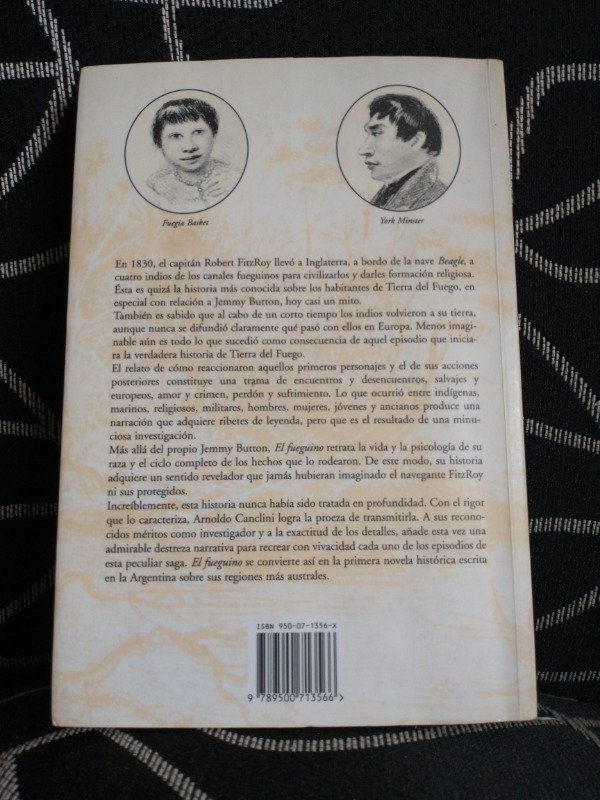 Fuegia Basket
York Minster
En 1830, el capitán Robert FitzRoy llevó a Inglaterra, a bordo de la nave Beagle, a
cuatro indios de los canales fueguinos para civilizarlos y darles formación religiosa.
Ésta es quizá la historia más conocida sobre los habitantes de Tierra del Fuego, en
especial con relación a Jemmy Button, hoy casi un mito.
También es sabido que al cabo de un corto tiempo los indios volvieron a su tierra,
aunque nunca se difundió claramente qué pasó con ellos en Europa. Menos imagi-
nable aún es todo lo que sucedió como consecuencia de aquel episodio que inicia-
ra la verdadera historia de Tierra del Fuego.
El relato de cómo reaccionaron aquellos primeros personajes y el de sus acciones
posteriores constituye una trama de encuentros y desencuentros, salvajes y
europeos, amor y crimen, perdón y sufrimiento. Lo que ocurrió entre indígenas,
marinos, religiosos, militares, hombres, mujeres, jóvenes y ancianos produce una
narración que adquiere ribetes de leyenda, pero que es el resultado de una minu-
ciosa investigación.
Más allá del propio Jemmy Button, El fueguino retrata la vida y la psicología de su
raza y el ciclo completo de los hechos que lo rodearon. De este modo, su historia
adquiere un sentido revelador que jamás hubieran imaginado el navegante FitzRoy
ni sus protegidos.
Increíblemente, esta historia nunca había sido tratada en profundidad. Con el rigor
que lo caracteriza, Arnoldo Canclini logra la proeza de transmitirla. A sus recono-
cidos méritos como investigador y a la exactitud de los detalles, añade esta vez una
admirable destreza narrativa para recrear con vivacidad cada uno de los episodios de
esta peculiar saga. El fueguino se convierte así en la primera novela histórica escrita
en la Argentina sobre sus regiones más australes.
ISBN 950-07-1356-X
9 789500 713566 >